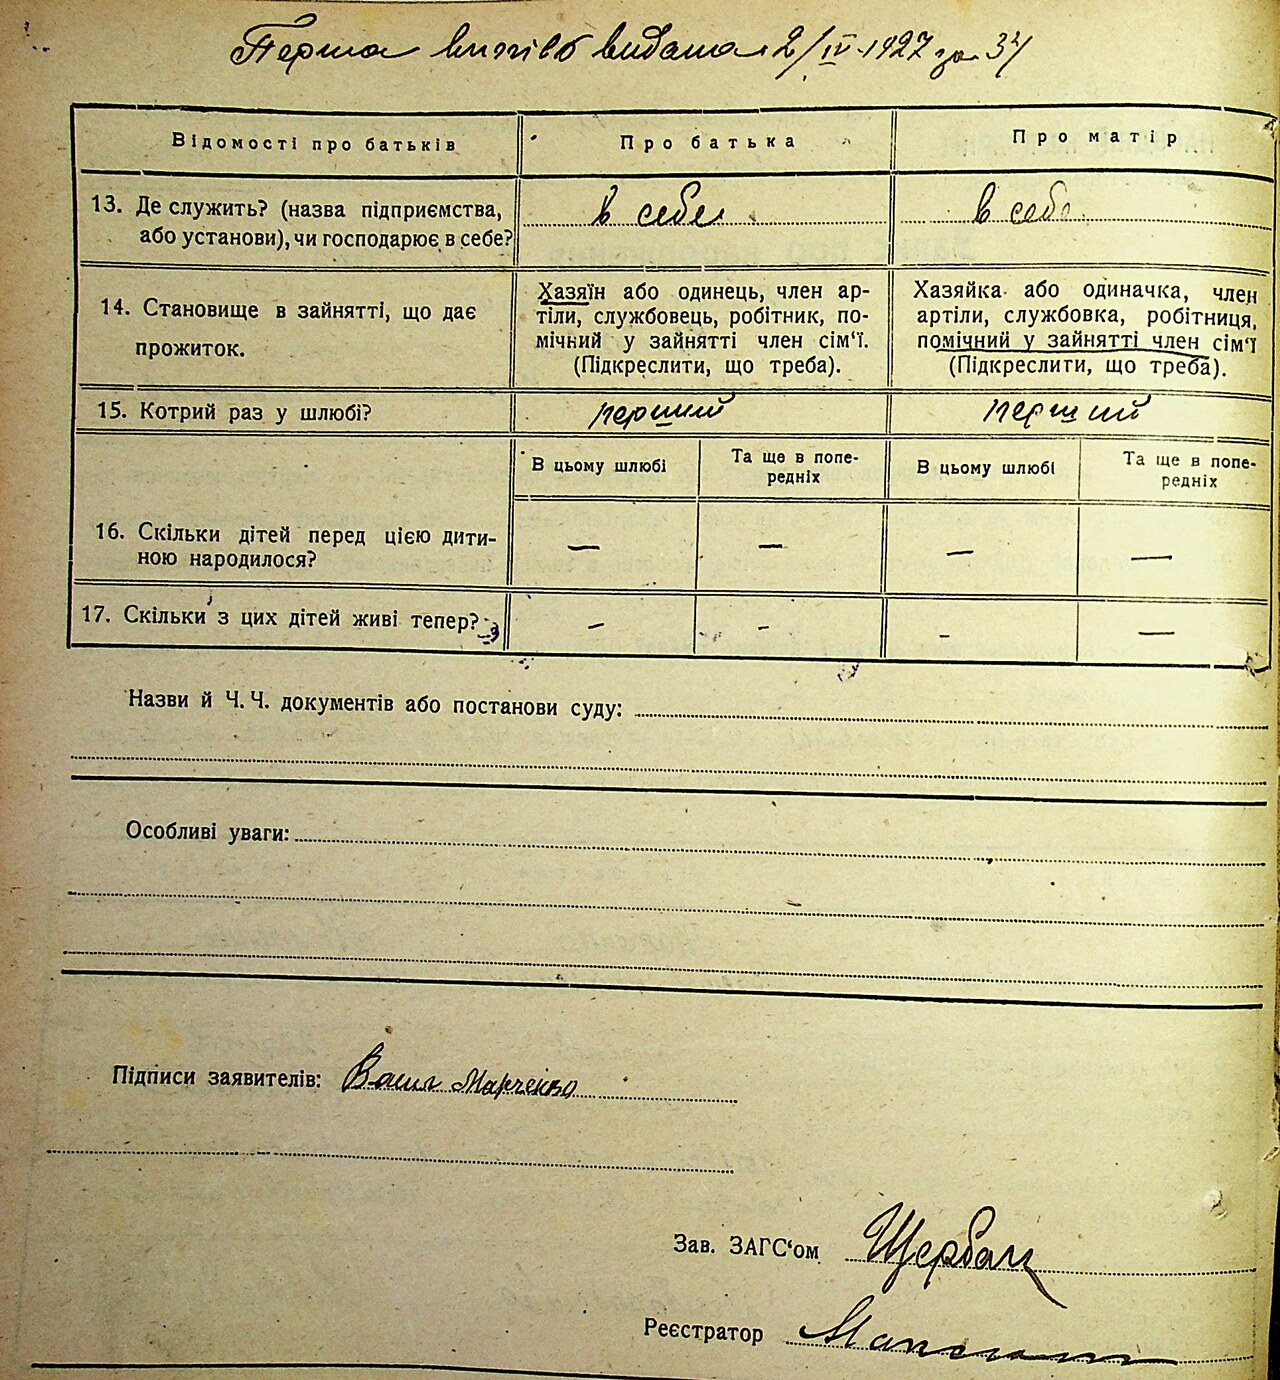 Перша випись видана 2/IV-1927 за 34
Відомості про батьків
Про батька
Про матір
13. Де служить? (назва підприємства,
або установи), чи господарює в себе?
в себе
в себе
14. Становище в зайнятті, що дає
прожиток.
Хазяїн або одинець, член ар-
тіли, службовець, робітник, по-
мічний у зайнятті член сім'ї.
(Підкреслити, що треба).
Хазяйка або одиначка, член
артіли, службовка, робітниця,
помічний у зайнятті член сім'ї
(Підкреслити, що треба).
15. Котрий раз у шлюбі?
перший
перший
В цьому шлюбі
Та ще в попе-
редніх
В цьому шлюбі
Та ще в попе-
редніх
16. Скільки дітей перед цією дити-
ною народилося?
— — — —
17. Скільки з цих дітей живі тепер?
– – – —
Назви й Ч. Ч. документів або постанови суду:
Особливі уваги:
Підписи заявителів: Васил Марченко
Зав. ЗАГС'ом Щербан
Реєстратор